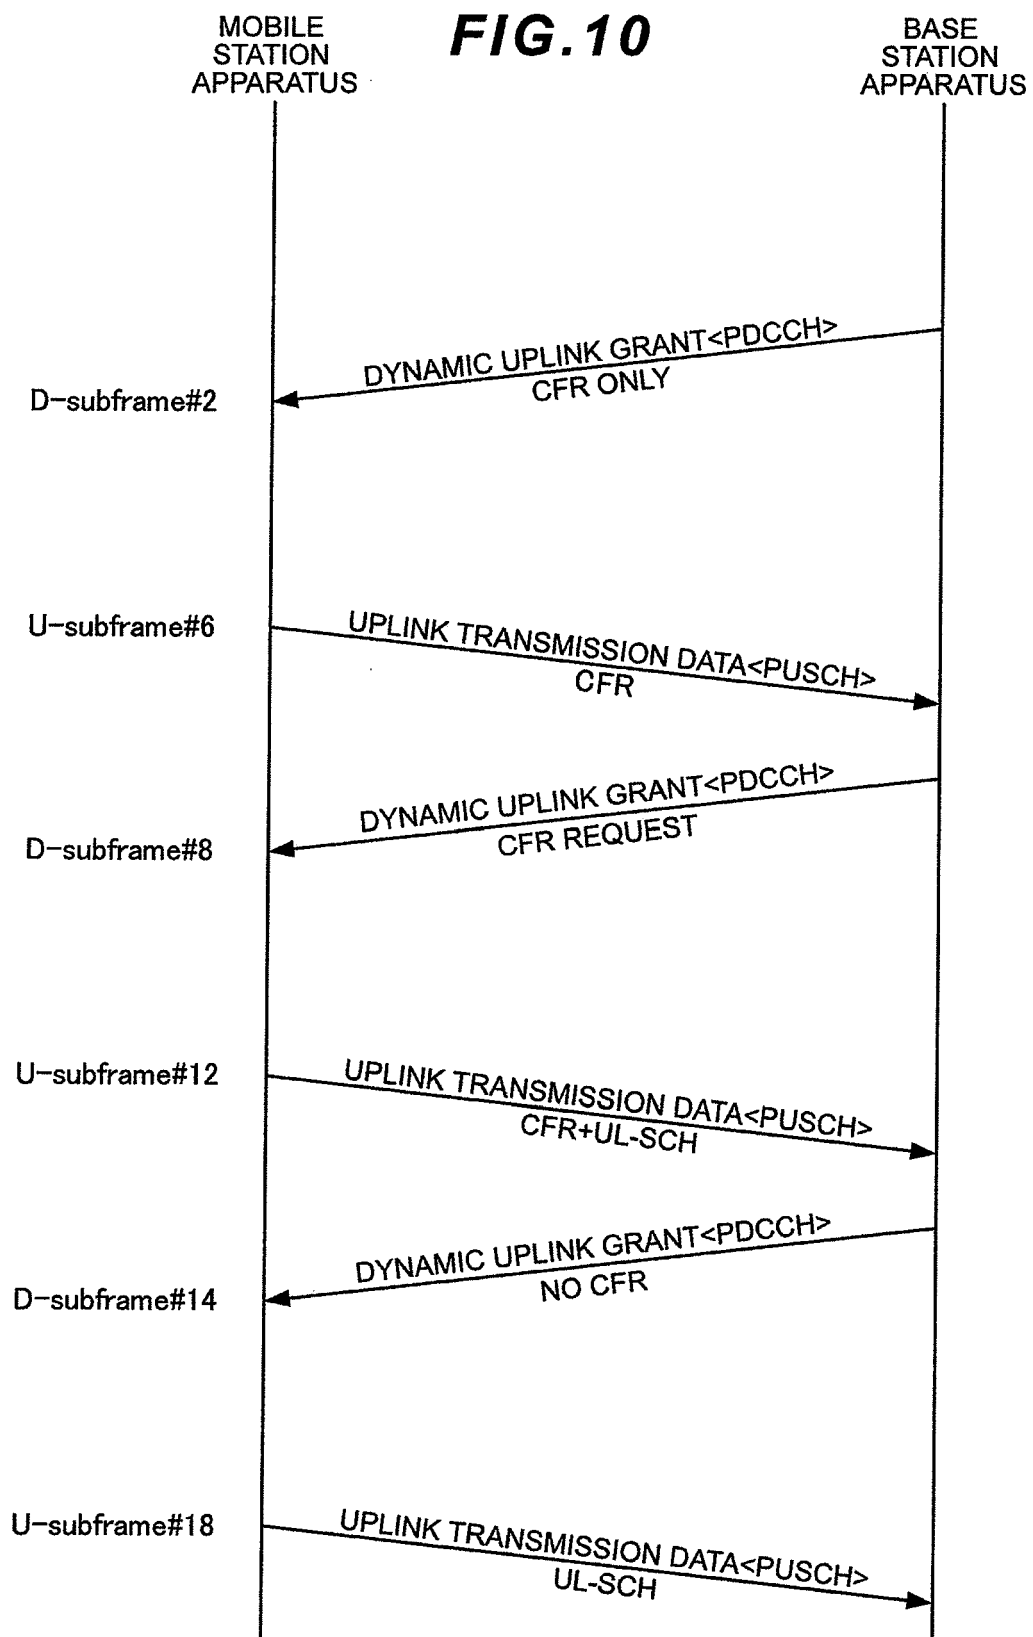 FIG.10
MOBILE
STATION
APPARATUS
BASE
STATION
APPARATUS
DYNAMIC UPLINK GRANT<PDCCH>
CFR ONLY
D-subframe#2
U-subframe#6
UPLINK TRANSMISSION DATA<PUSCH>
CFR
DYNAMIC UPLINK GRANT<PDCCH>
CFR REQUEST
D-subframe#8
U-subframe#12
UPLINK TRANSMISSION DATA<PUSCH>
CFR+UL-SCH
DYNAMIC UPLINK GRANT<PDCCH>
NO CFR
D-subframe#14
U-subframe#18
UPLINK TRANSMISSION DATA<PUSCH>
UL-SCH